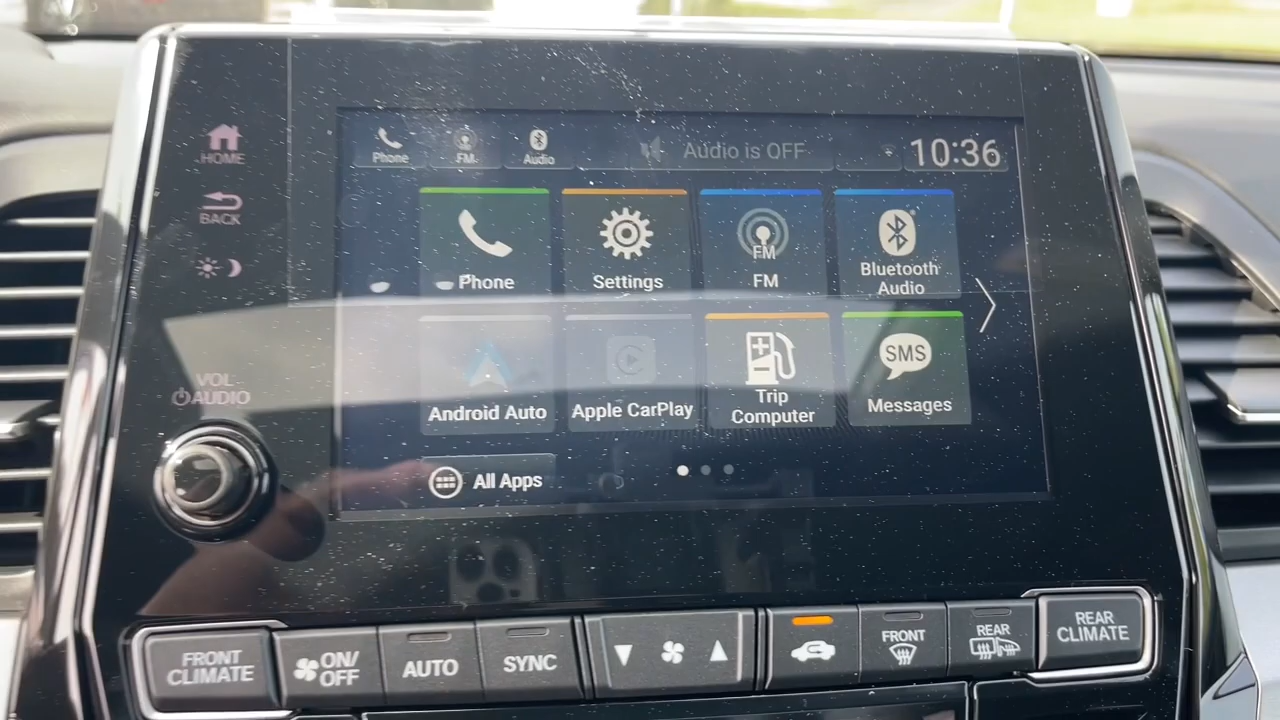 HOME
BACK
VOL
AUDIO
Phone
FM
Audio
Audio is OFF
10:36
Phone
Settings
FM
FM
Bluetooth
Audio
Android Auto
Apple CarPlay
Trip
Computer
SMS
Messages
All Apps
FRONT
CLIMATE
ON/
OFF
AUTO
SYNC
FRONT
REAR
REAR
CLIMATE